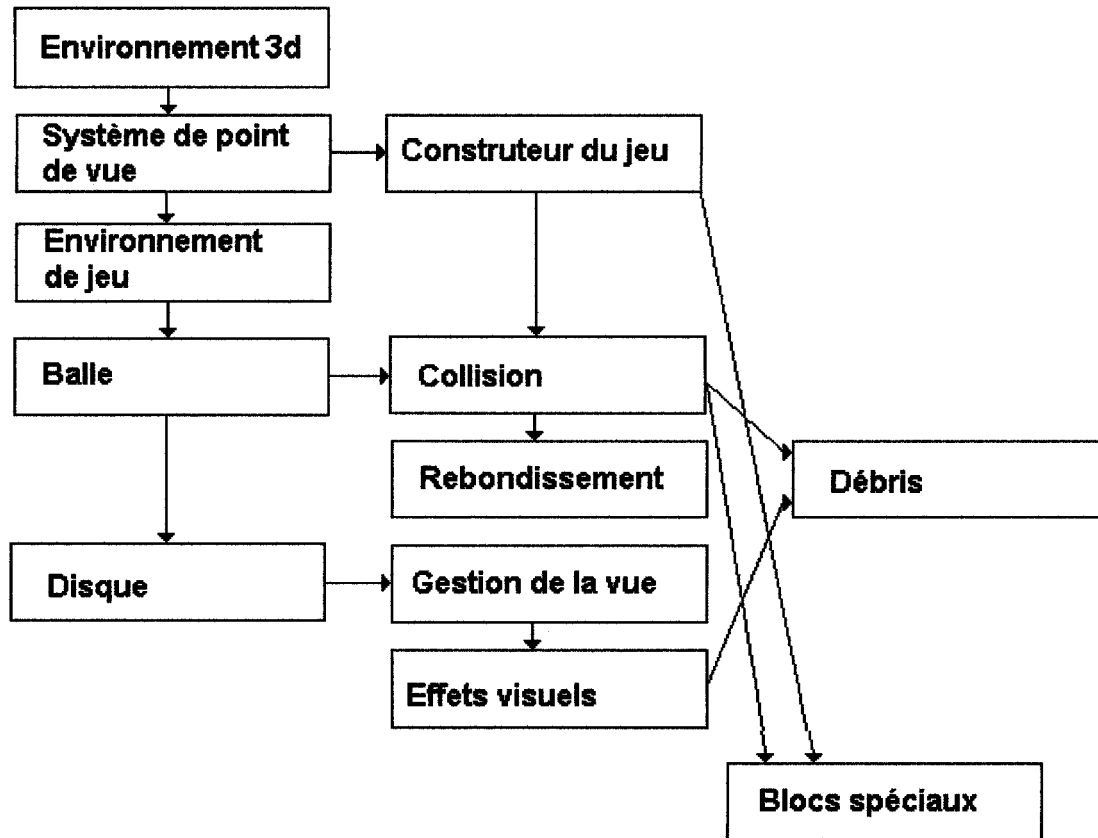 Environnement 3d
Système de point
de vue
Construteur du jeu
Environnement
de jeu
Balle
Collision
Rebondissement
Débris
Disque
Gestion de la vue
Effets visuels
Blocs spéciaux